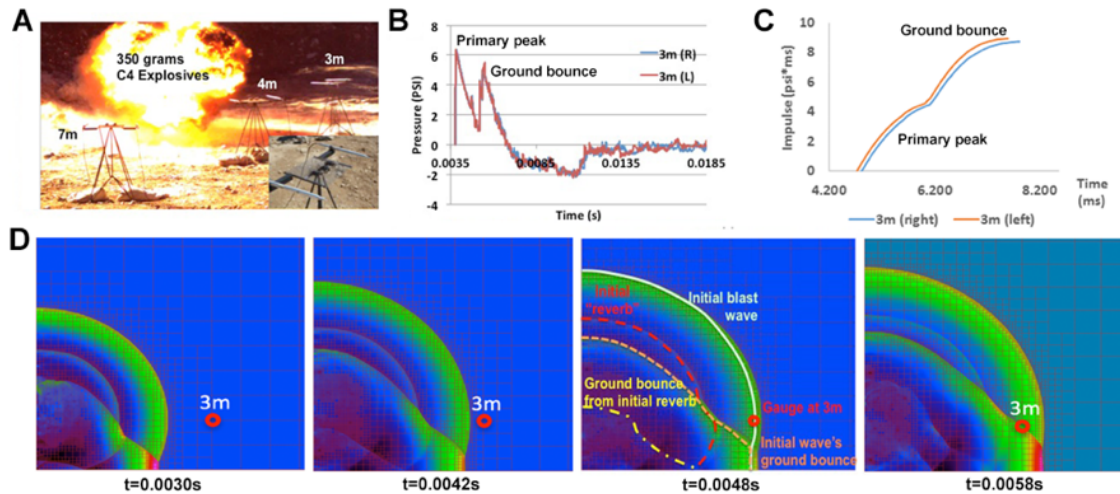 A
350 grams
C4 Explosives
3m
4m
7m
B
8
6
4
2
0
-2
-4
Pressure (PSI)
Primary peak
Ground bounce
3m (R)
3m (L)
0.0035
0.0085
0.0135
0.0185
Time (s)
C
10
8
6
4
2
0
Impulse (psi*ms)
Ground bounce
Primary peak
4.200
6.200
8.200
Time
(ms)
3m (right)
3m (left)
D
3m
t=0.0030s
3m
t=0.0042s
Initial
"reverb"
Initial blast
wave
Ground bounce
from initial reverb
Gauge at 3m
Initial wave's
ground bounce
t=0.0048s
3m
t=0.0058s